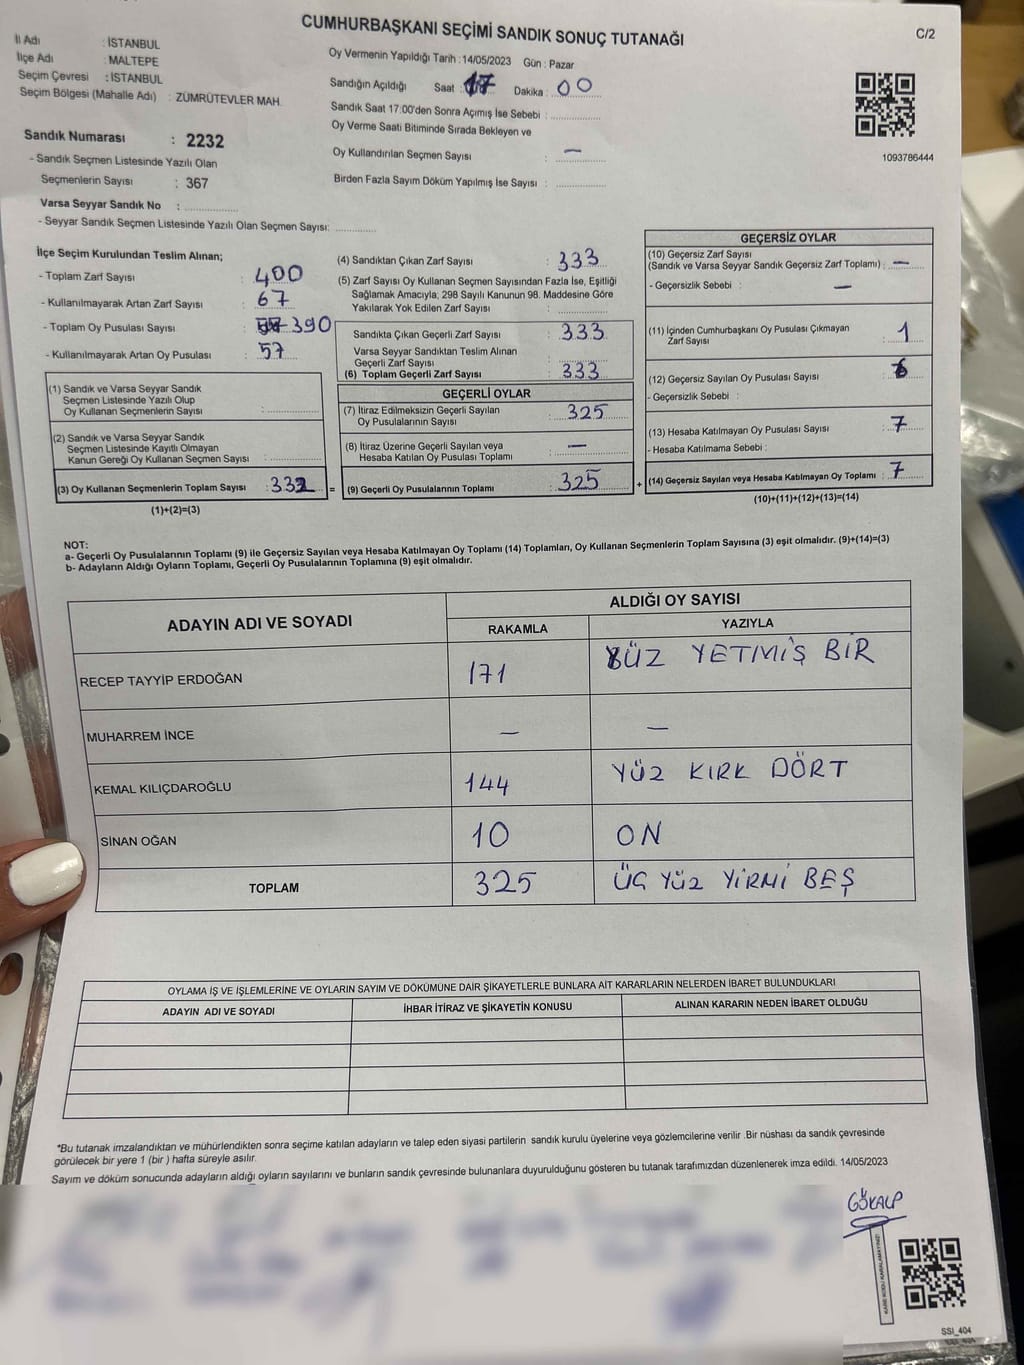 CUMHURBAŞKANI SEÇİMİ SANDIK SONUÇ TUTANAĞI
C/2
İl Adı : İSTANBUL
İlçe Adı : MALTEPE
Seçim Çevresi : İSTANBUL
Seçim Bölgesi (Mahalle Adı) : ZÜMRÜTEVLER MAH.
Oy Vermenin Yapıldığı Tarih : 14/05/2023 Gün : Pazar
Sandığın Açıldığı Saat : 17 Dakika : 00
Sandık Saat 17:00'den Sonra Açımış İse Sebebi :
Oy Verme Saati Bitiminde Sırada Bekleyen ve
Oy Kullandırılan Seçmen Sayısı : —
Birden Fazla Sayım Döküm Yapılmış İse Sayısı :
1093786444
Sandık Numarası : 2232
- Sandık Seçmen Listesinde Yazılı Olan
Seçmenlerin Sayısı : 367
Varsa Seyyar Sandık No :
- Seyyar Sandık Seçmen Listesinde Yazılı Olan Seçmen Sayısı:
İlçe Seçim Kurulundan Teslim Alınan;
- Toplam Zarf Sayısı : 400
- Kullanılmayarak Artan Zarf Sayısı : 67
- Toplam Oy Pusulası Sayısı : 390
- Kullanılmayarak Artan Oy Pusulası : 57
(1) Sandık ve Varsa Seyyar Sandık
Seçmen Listesinde Yazılı Olup
Oy Kullanan Seçmenlerin Sayısı :
(2) Sandık ve Varsa Seyyar Sandık
Seçmen Listesinde Kayıtlı Olmayan
Kanun Gereği Oy Kullanan Seçmen Sayısı :
(3) Oy Kullanan Seçmenlerin Toplam Sayısı : 332 =
(1)+(2)=(3)
(4) Sandıktan Çıkan Zarf Sayısı : 333
(5) Zarf Sayısı Oy Kullanan Seçmen Sayısından Fazla İse, Eşitliği
Sağlamak Amacıyla, 298 Sayılı Kanunun 98. Maddesine Göre
Yakılarak Yok Edilen Zarf Sayısı :
Sandıkta Çıkan Geçerli Zarf Sayısı : 333
Varsa Seyyar Sandıktan Teslim Alınan
Geçerli Zarf Sayısı :
(6) Toplam Geçerli Zarf Sayısı : 333
GEÇERLİ OYLAR
(7) İtiraz Edilmeksizin Geçerli Sayılan
Oy Pusulalarının Sayısı : 325
(8) İtiraz Üzerine Geçerli Sayılan veya
Hesaba Katılan Oy Pusulası Toplamı : —
(9) Geçerli Oy Pusulalarının Toplamı : 325 +
GEÇERSİZ OYLAR
(10) Geçersiz Zarf Sayısı
(Sandık ve Varsa Seyyar Sandık Geçersiz Zarf Toplamı) : —
- Geçersizlik Sebebi : —
(11) İçinden Cumhurbaşkanı Oy Pusulası Çıkmayan
Zarf Sayısı : 1
(12) Geçersiz Sayılan Oy Pusulası Sayısı : 6
- Geçersizlik Sebebi :
(13) Hesaba Katılmayan Oy Pusulası Sayısı : 7
- Hesaba Katılmama Sebebi :
(14) Geçersiz Sayılan veya Hesaba Katılmayan Oy Toplamı : 7
(10)+(11)+(12)+(13)=(14)
NOT:
a- Geçerli Oy Pusulalarının Toplamı (9) ile Geçersiz Sayılan veya Hesaba Katılmayan Oy Toplamı (14) Toplamları, Oy Kullanan Seçmenlerin Toplam Sayısına (3) eşit olmalıdır. (9)+(14)=(3)
b- Adayların Aldığı Oyların Toplamı, Geçerli Oy Pusulalarının Toplamına (9) eşit olmalıdır.
ADAYIN ADI VE SOYADI
ALDIĞI OY SAYISI
RAKAMLA YAZIYLA
RECEP TAYYİP ERDOĞAN 171 YÜZ YETMİŞ BİR
MUHARREM İNCE — —
KEMAL KILIÇDAROĞLU 144 YÜZ KIRK DÖRT
SİNAN OĞAN 10 ON
TOPLAM 325 ÜÇ YÜZ YİRMİ BEŞ
OYLAMA İŞ VE İŞLEMLERİNE VE OYLARIN SAYIM VE DÖKÜMÜNE DAİR ŞİKAYETLERLE BUNLARA AİT KARARLARIN NELERDEN İBARET BULUNDUKLARI
ADAYIN ADI VE SOYADI İHBAR İTİRAZ VE ŞİKAYETİN KONUSU ALINAN KARARIN NEDEN İBARET OLDUĞU
*Bu tutanak imzalandıktan ve mühürlendikten sonra seçime katılan adayların ve talep eden siyasi partilerin sandık kurulu üyelerine veya gözlemcilerine verilir .Bir nüshası da sandık çevresinde
görülecek bir yere 1 (bir ) hafta süreyle asılır.
Sayım ve döküm sonucunda adayların aldığı oyların sayılarını ve bunların sandık çevresinde bulunanlara duyurulduğunu gösteren bu tutanak tarafımızdan düzenlenerek imza edildi. 14/05/2023
GÖKALP
KARE KODU KARALAMAYINIZ!
SSI_404